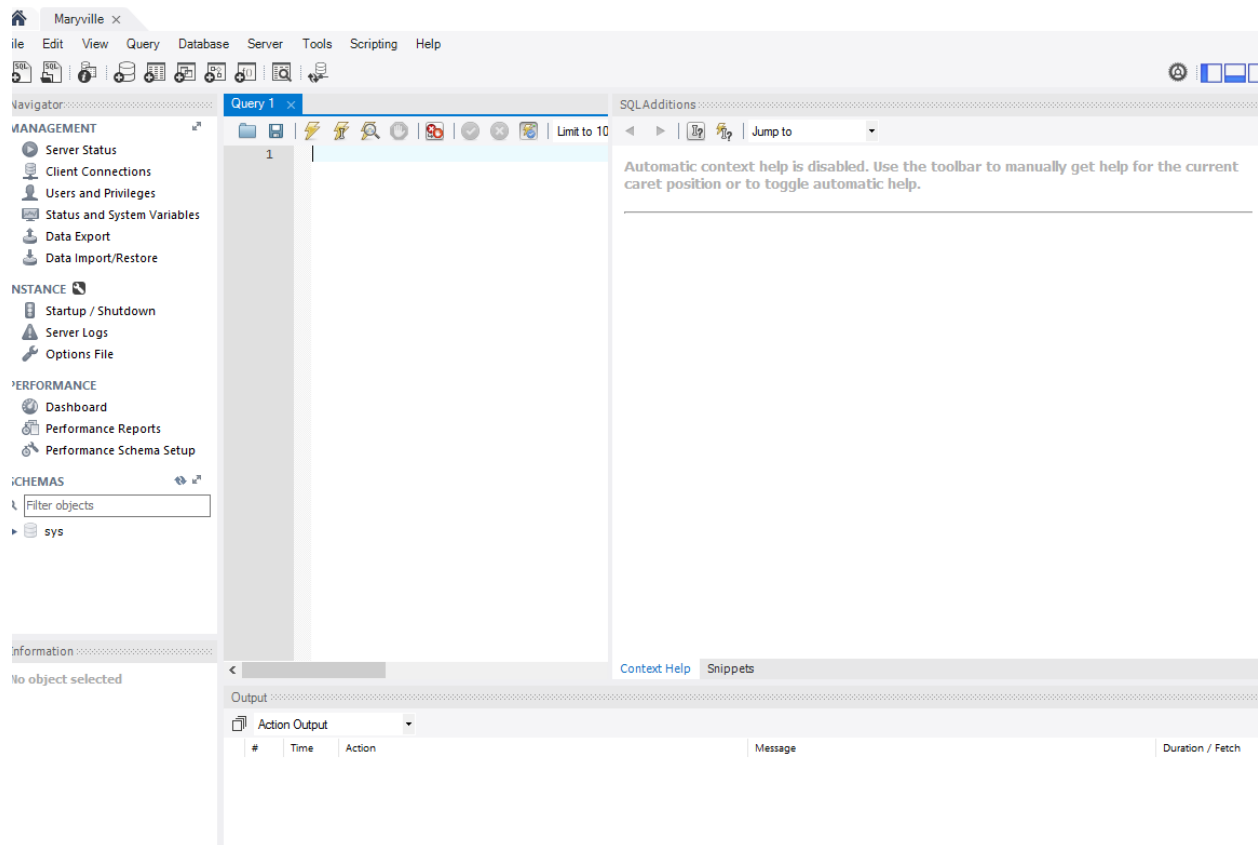 Maryville
ile Edit View Query Database Server Tools Scripting Help
SQL SQL
Navigator
MANAGEMENT
Server Status
Client Connections
Users and Privileges
Status and System Variables
Data Export
Data Import/Restore
NSTANCE
Startup / Shutdown
Server Logs
Options File
PERFORMANCE
Dashboard
Performance Reports
Performance Schema Setup
SCHEMAS
Filter objects
sys
Information
No object selected
Query 1
Limit to 10
1
SQLAdditions
Jump to
Automatic context help is disabled. Use the toolbar to manually get help for the current
caret position or to toggle automatic help.
Context Help Snippets
Output
Action Output
# Time Action Message Duration / Fetch